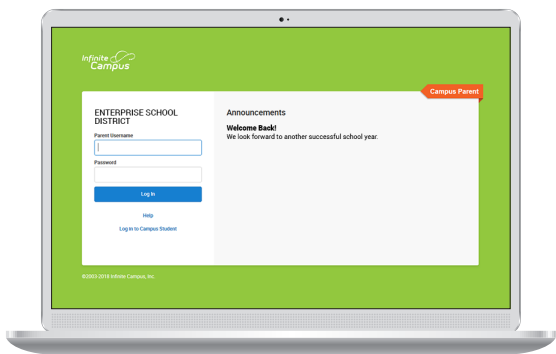 Infinite
Campus
Campus Parent
ENTERPRISE SCHOOL
DISTRICT
Parent Username
Password
Log In
Help
Log in to Campus Student
Announcements
Welcome Back!
We look forward to another successful school year.
©2003-2018 Infinite Campus, Inc.